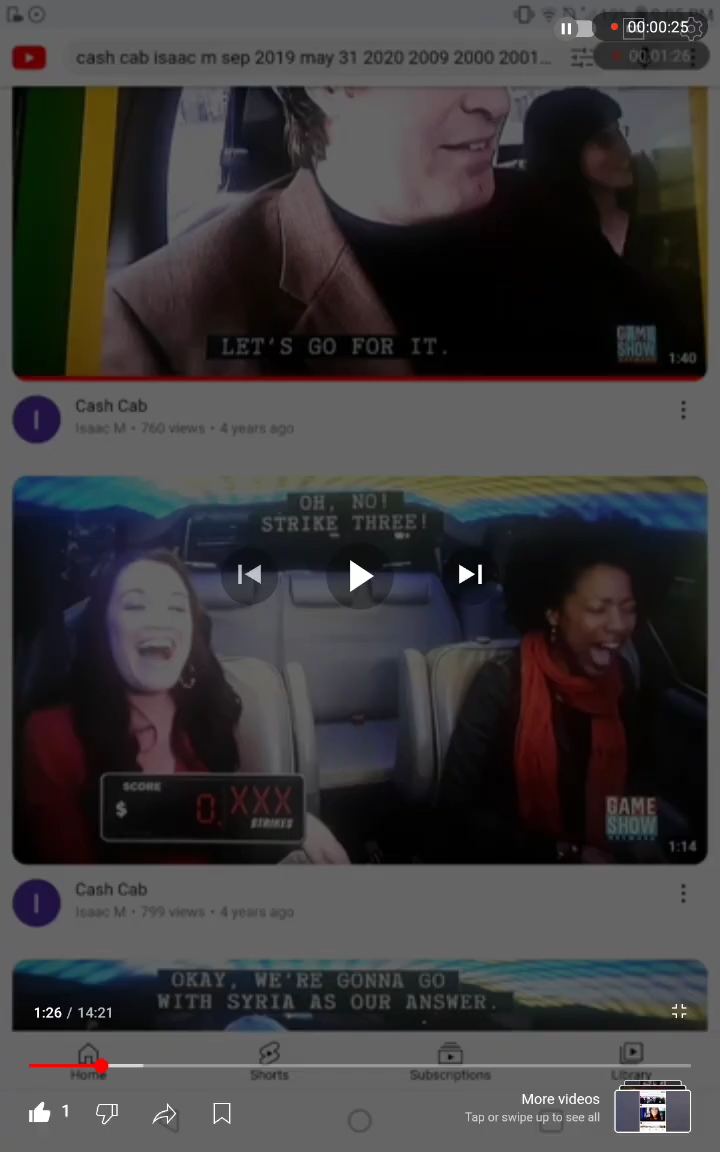 00:00:25
cash cab isaac m sep 2019 may 31 2020 2009 2000 2001...
00:01:26
LET'S GO FOR IT.
GAME
SHOW
1:40
I
Cash Cab
Isaac M • 760 views • 4 years ago
OH, NO!
STRIKE THREE!
SCORE
$ 0 XXX
STRIKES
GAME
SHOW
NETWORK
1:14
I
Cash Cab
Isaac M • 799 views • 4 years ago
OKAY, WE'RE GONNA GO
WITH SYRIA AS OUR ANSWER.
1:26 / 14:21
Home
Shorts
Subscriptions
Library
1
More videos
Tap or swipe up to see all